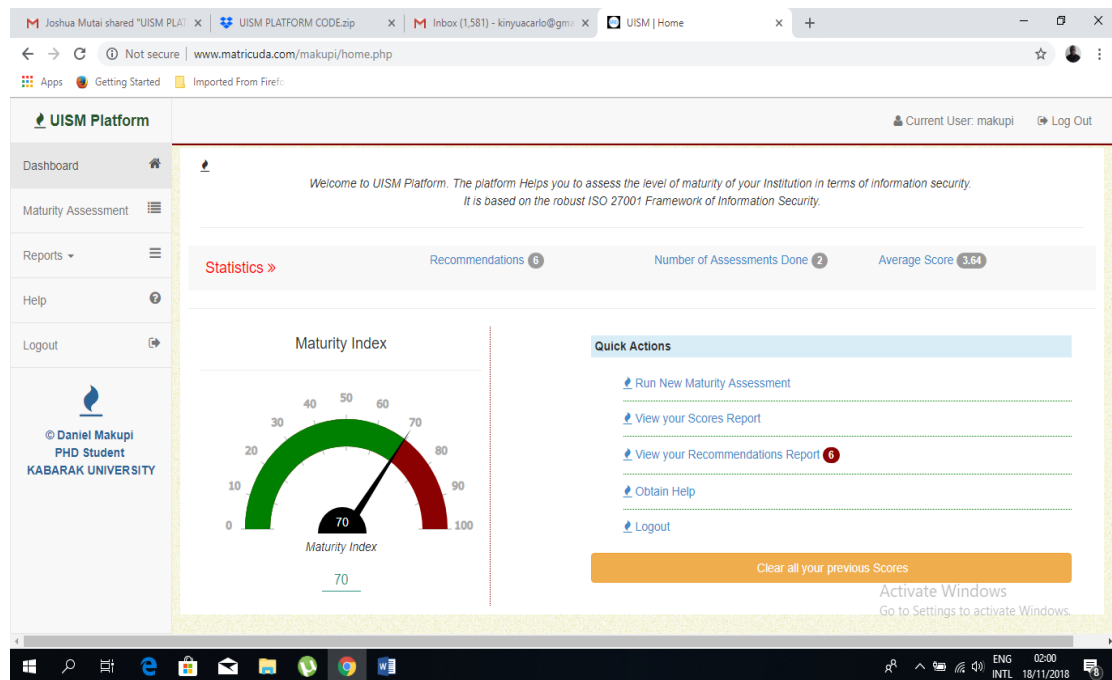 Joshua Mutai shared "UISM PLAT
UISM PLATFORM CODE.zip
Inbox (1,581) - kinyuacarlo@gma
UISM | Home
Not secure | www.matricuda.com/makupi/home.php
Apps Getting Started Imported From Firefo
UISM Platform
Current User: makupi Log Out
Dashboard
Maturity Assessment
Reports
Help
Logout
© Daniel Makupi
PHD Student
KABARAK UNIVERSITY
Welcome to UISM Platform. The platform Helps you to assess the level of maturity of your Institution in terms of information security.
It is based on the robust ISO 27001 Framework of Information Security.
Statistics » Recommendations 6 Number of Assessments Done 2 Average Score 3.64
Maturity Index
0
10
20
30
40
50
60
70
80
90
100
70
Maturity Index
70
Quick Actions
Run New Maturity Assessment
View your Scores Report
View your Recommendations Report 6
Obtain Help
Logout
Clear all your previous Scores
Activate Windows
Go to Settings to activate Windows.
ENG
INTL
02:00
18/11/2018
8